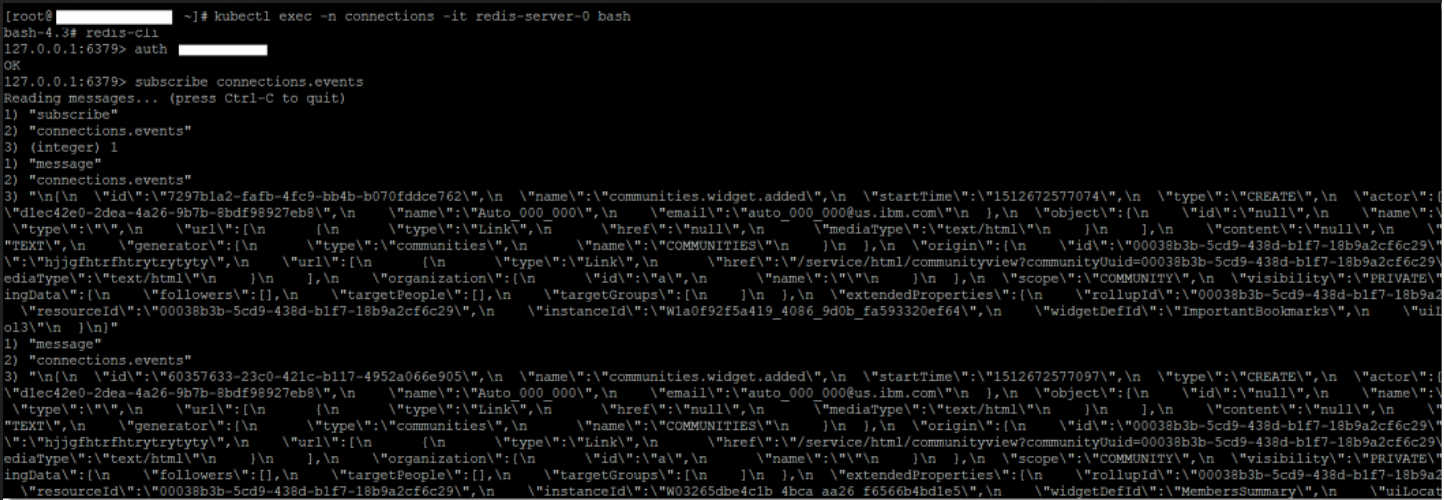 [root@ ~]# kubectl exec -n connections -it redis-server-0 bash
bash-4.3# redis-cli
127.0.0.1:6379> auth
OK
127.0.0.1:6379> subscribe connections.events
Reading messages... (press Ctrl-C to quit)
1) "subscribe"
2) "connections.events"
3) (integer) 1
1) "message"
2) "connections.events"
3) "\n{\n  \"id\":\"7297b1a2-fafb-4fc9-bb4b-b070fddce762\",\n  \"name\":\"communities.widget.added\",\n  \"startTime\":\"1512672577074\",\n  \"type\":\"CREATE\",\n  \"actor\":{
\"d1ec42e0-2dea-4a26-9b7b-8bdf98927eb8\",\n    \"name\":\"Auto_000_000\",\n    \"email\":\"auto_000_000@us.ibm.com\"\n  },\n  \"object\":{\n    \"id\":\"null\",\n    \"name\":\
\"type\":\"\",\n    \"url\":[\n      {\n        \"type\":\"Link\",\n        \"href\":\"null\",\n        \"mediaType\":\"text/html\"\n      }\n    ],\n    \"content\":\"null\",\n
"TEXT\",\n    \"generator\":{\n      \"type\":\"communities\",\n      \"name\":\"COMMUNITIES\"\n    }\n  },\n  \"origin\":{\n    \"id\":\"00038b3b-5cd9-438d-b1f7-18b9a2cf6c29\"
\":\"hjjgfhtrfhtrytrytyty\",\n    \"url\":[\n      {\n        \"type\":\"Link\",\n        \"href\":\"/service/html/communityview?communityUuid=00038b3b-5cd9-438d-b1f7-18b9a2cf6c29\
ediaType\":\"text/html\"\n      }\n    ],\n    \"organization\":{\n      \"id\":\"a\",\n      \"name\":\"\"\n    }\n  },\n  \"scope\":\"COMMUNITY\",\n  \"visibility\":\"PRIVATE\
ingData\":{\n    \"followers\":[],\n    \"targetPeople\":[],\n    \"targetGroups\":[\n    ]\n  },\n  \"extendedProperties\":{\n    \"rollupId\":\"00038b3b-5cd9-438d-b1f7-18b9a2
\"resourceId\":\"00038b3b-5cd9-438d-b1f7-18b9a2cf6c29\",\n    \"instanceId\":\"W1a0f92f5a419_4086_9d0b_fa593320ef64\",\n    \"widgetDefId\":\"ImportantBookmarks\",\n    \"uiL
ol3\"\n  }\n}"
1) "message"
2) "connections.events"
3) "\n{\n  \"id\":\"60357633-23c0-421c-b117-4952a066e905\",\n  \"name\":\"communities.widget.added\",\n  \"startTime\":\"1512672577097\",\n  \"type\":\"CREATE\",\n  \"actor\":{
\"d1ec42e0-2dea-4a26-9b7b-8bdf98927eb8\",\n    \"name\":\"Auto_000_000\",\n    \"email\":\"auto_000_000@us.ibm.com\"\n  },\n  \"object\":{\n    \"id\":\"null\",\n    \"name\":\
\"type\":\"\",\n    \"url\":[\n      {\n        \"type\":\"Link\",\n        \"href\":\"null\",\n        \"mediaType\":\"text/html\"\n      }\n    ],\n    \"content\":\"null\",\n
"TEXT\",\n    \"generator\":{\n      \"type\":\"communities\",\n      \"name\":\"COMMUNITIES\"\n    }\n  },\n  \"origin\":{\n    \"id\":\"00038b3b-5cd9-438d-b1f7-18b9a2cf6c29\"
\":\"hjjgfhtrfhtrytrytyty\",\n    \"url\":[\n      {\n        \"type\":\"Link\",\n        \"href\":\"/service/html/communityview?communityUuid=00038b3b-5cd9-438d-b1f7-18b9a2cf6c29\
ediaType\":\"text/html\"\n      }\n    ],\n    \"organization\":{\n      \"id\":\"a\",\n      \"name\":\"\"\n    }\n  },\n  \"scope\":\"COMMUNITY\",\n  \"visibility\":\"PRIVATE\
ingData\":{\n    \"followers\":[],\n    \"targetPeople\":[],\n    \"targetGroups\":[\n    ]\n  },\n  \"extendedProperties\":{\n    \"rollupId\":\"00038b3b-5cd9-438d-b1f7-18b9a2
\"resourceId\":\"00038b3b-5cd9-438d-b1f7-18b9a2cf6c29\",\n    \"instanceId\":\"W03265dbe4c1b_4bca_aa26_f6566b4bd1e5\",\n    \"widgetDefId\":\"MembersSummary\",\n    \"uiLocat